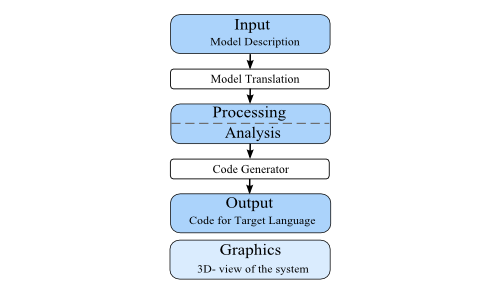 Input
Model Description
Model Translation
Processing
Analysis
Code Generator
Output
Code for Target Language
Graphics
3D- view of the system